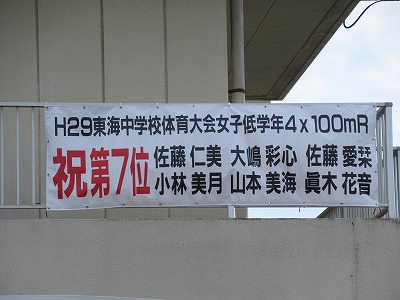 H29東海中学校体育大会女子低学年4x100mR
祝第7位 佐藤 仁美 大嶋 彩心 佐藤 愛栞
小林 美月 山本 美海 眞木 花音